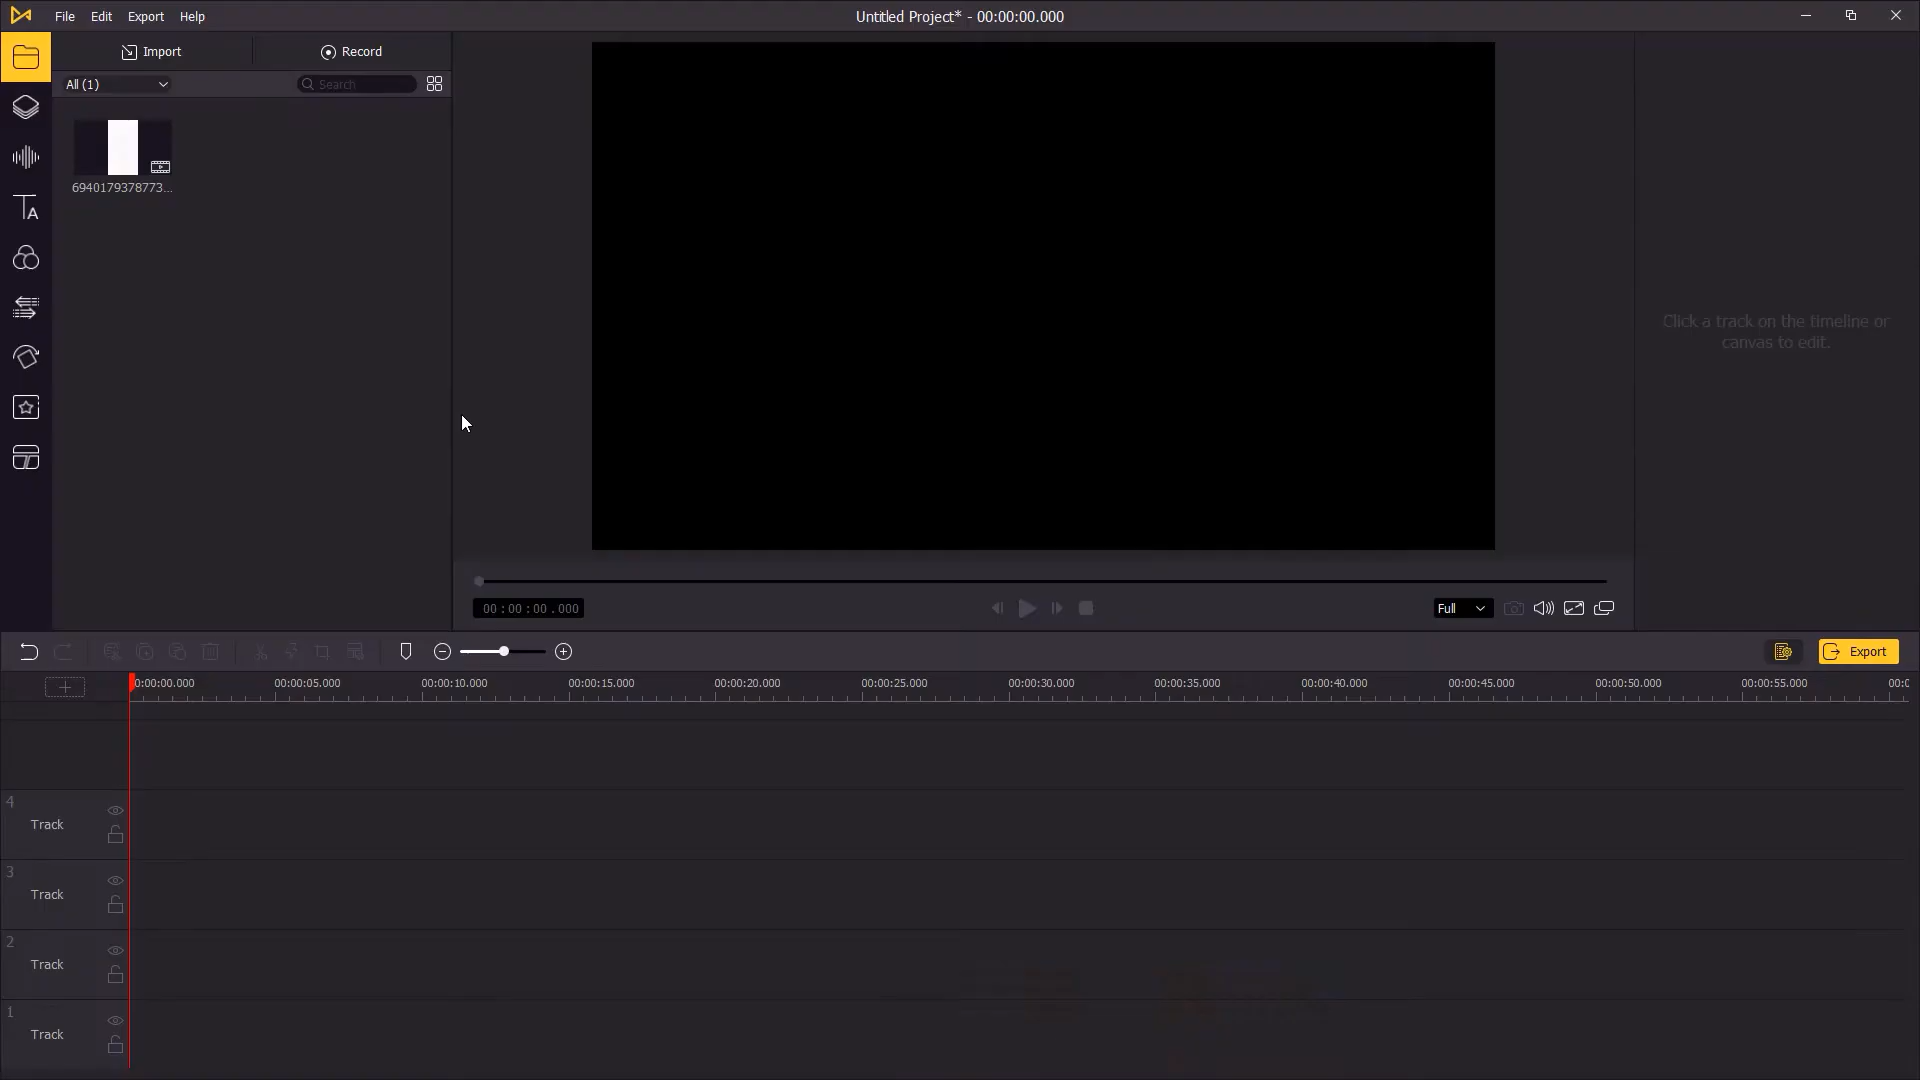 File Edit Export Help
Untitled Project* - 00:00:00.000
Import
Record
All (1)
Search
6940179378773...
Click a track on the timeline or
canvas to edit.
00:00:00.000
Full
Export
0:00:00.000 00:00:05.000 00:00:10.000 00:00:15.000 00:00:20.000 00:00:25.000 00:00:30.000 00:00:35.000 00:00:40.000 00:00:45.000 00:00:50.000 00:00:55.000 00:0
4
Track
3
Track
2
Track
1
Track